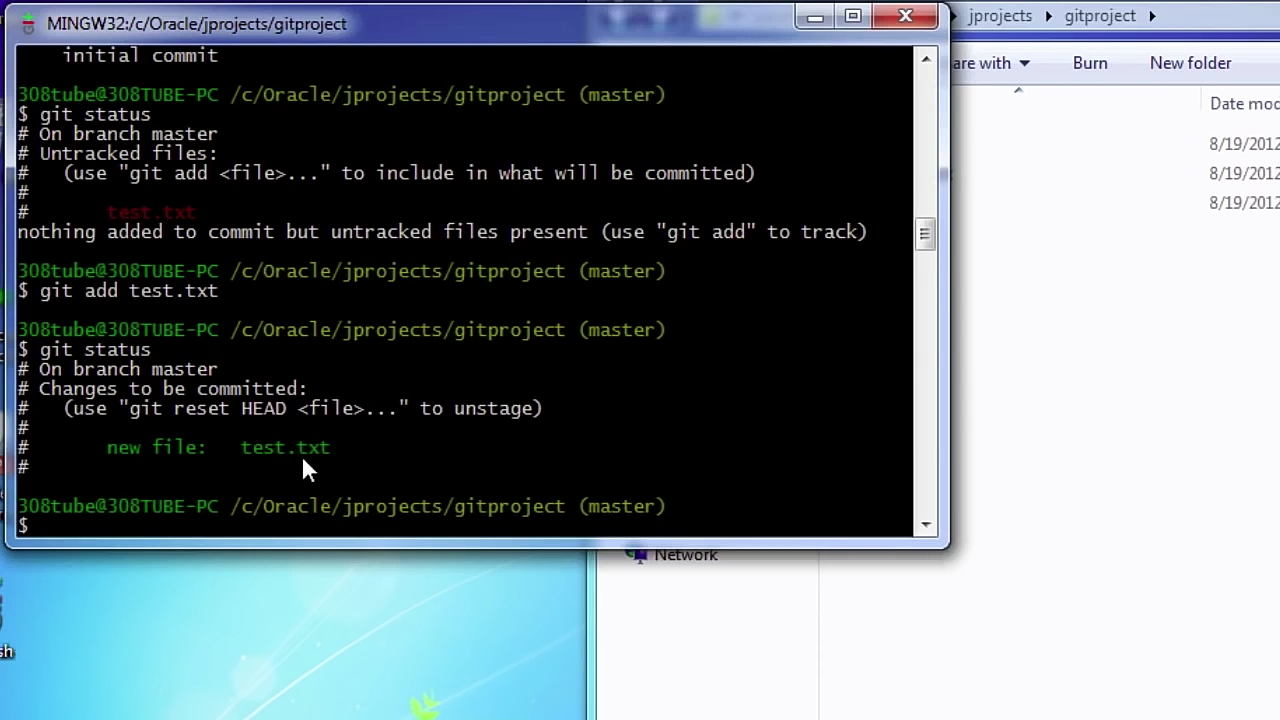 MINGW32:/c/Oracle/jprojects/gitproject
jprojects gitproject
initial commit
308tube@308TUBE-PC /c/Oracle/jprojects/gitproject (master)
$ git status
# On branch master
# Untracked files:
#   (use "git add <file>..." to include in what will be committed)
#
#       test.txt
nothing added to commit but untracked files present (use "git add" to track)
308tube@308TUBE-PC /c/Oracle/jprojects/gitproject (master)
$ git add test.txt
308tube@308TUBE-PC /c/Oracle/jprojects/gitproject (master)
$ git status
# On branch master
# Changes to be committed:
#   (use "git reset HEAD <file>..." to unstage)
#
#       new file:   test.txt
#
308tube@308TUBE-PC /c/Oracle/jprojects/gitproject (master)
$
are with Burn New folder
Date mod
8/19/2012
8/19/2012
8/19/2012
Network
sh